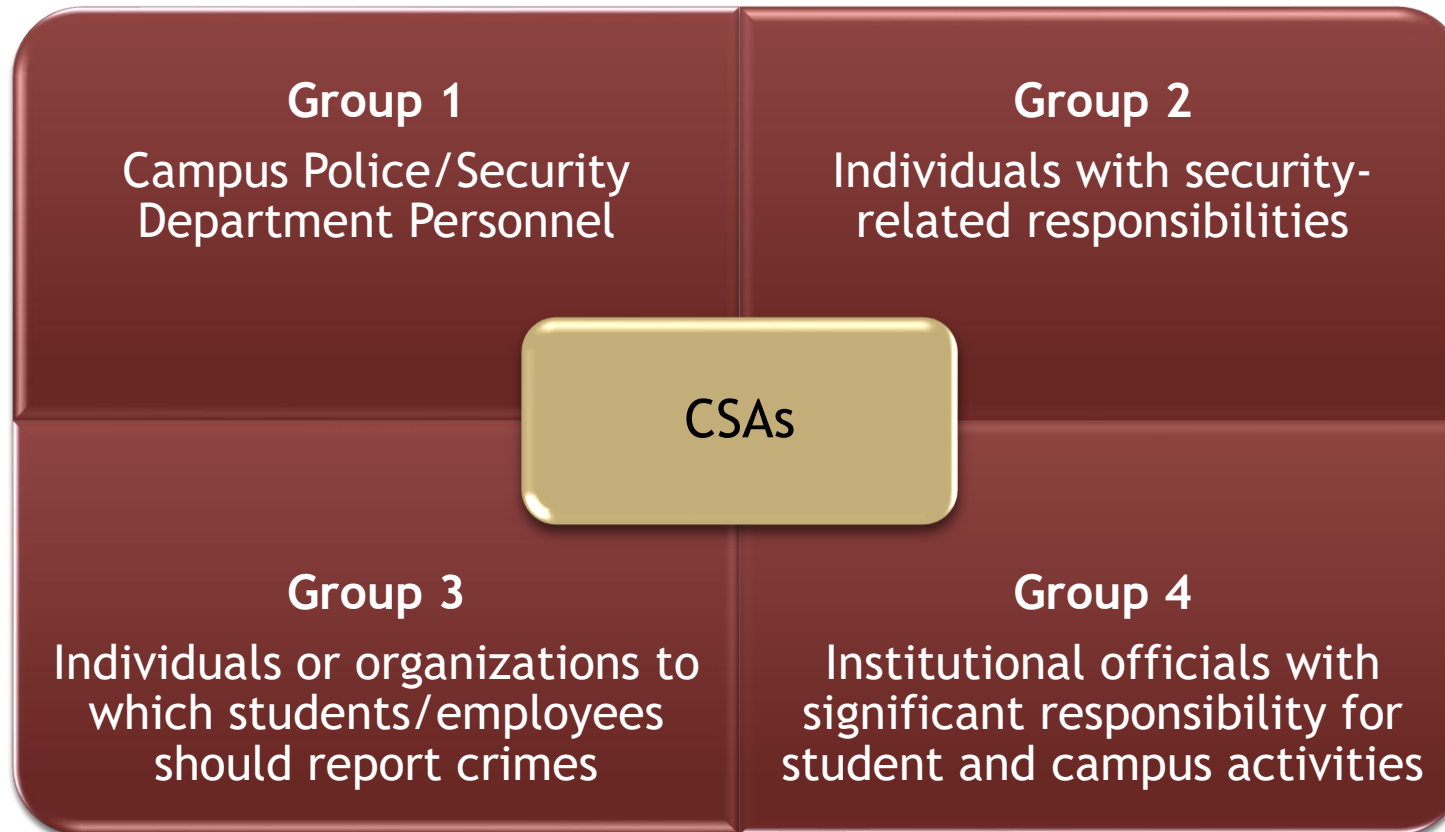 Group 1
Campus Police/Security
Department Personnel
Group 2
Individuals with security-
related responsibilities
CSAs
Group 3
Individuals or organizations to
which students/employees
should report crimes
Group 4
Institutional officials with
significant responsibility for
student and campus activities